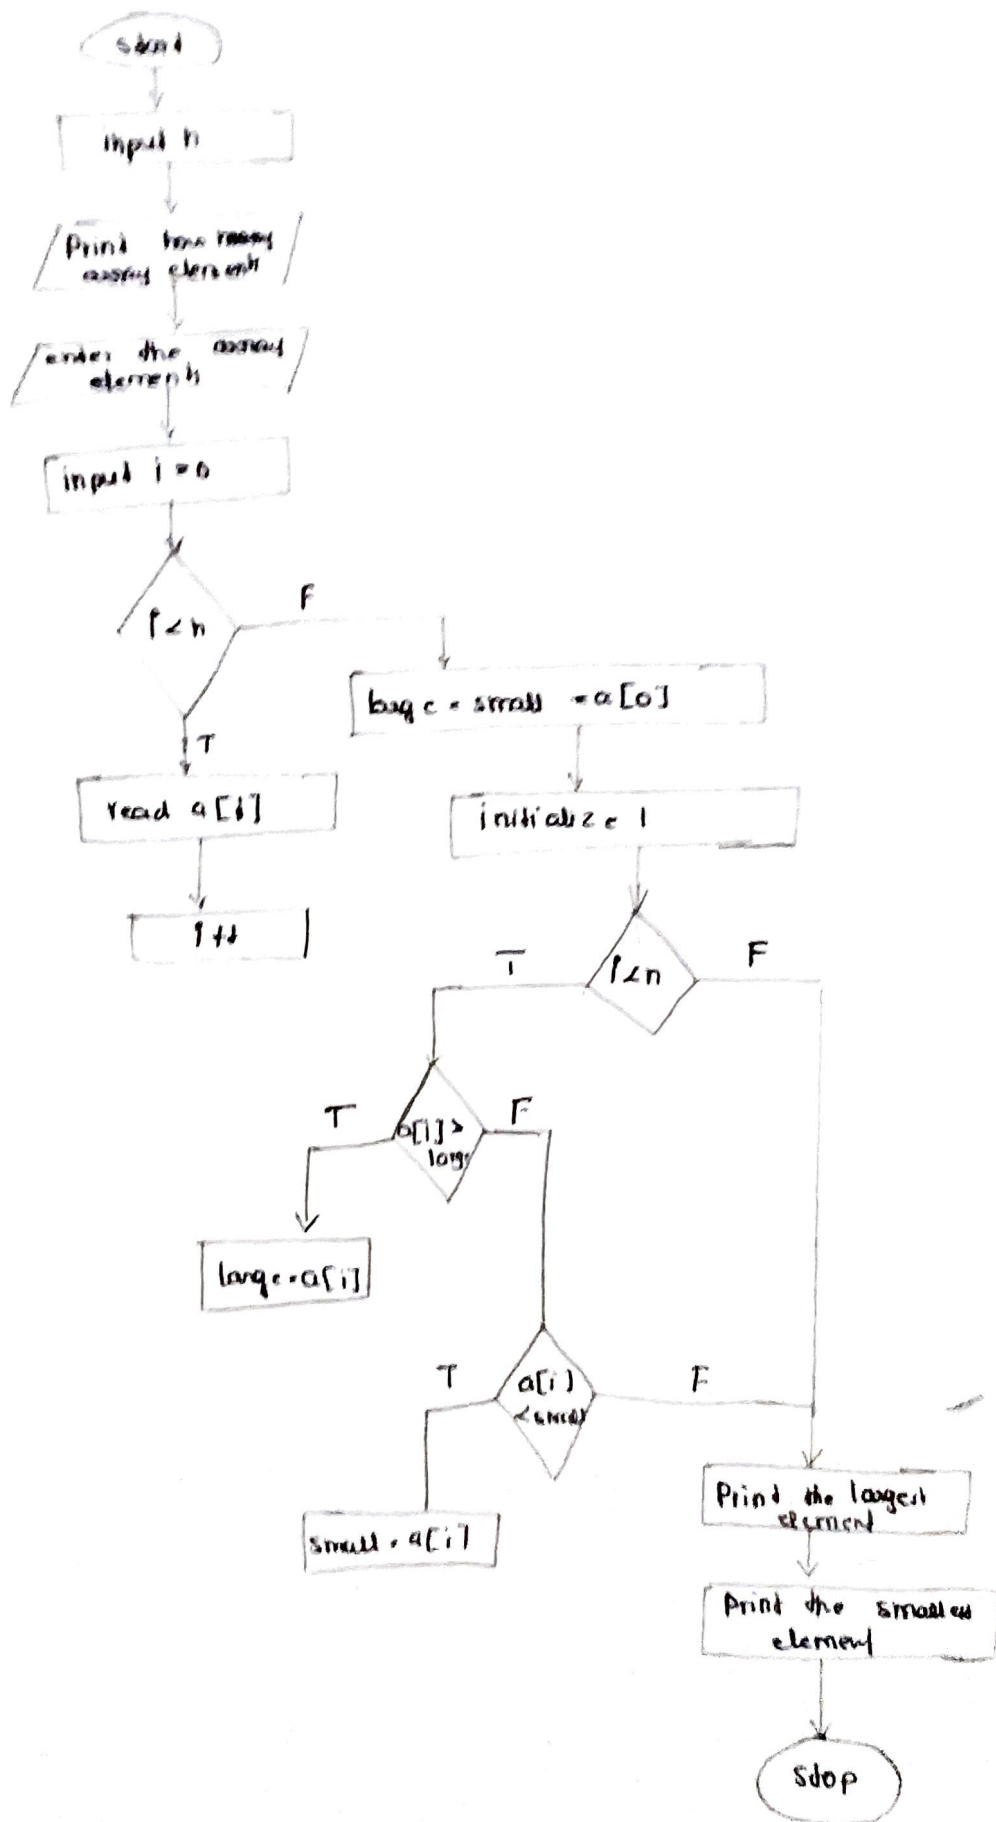 start
input n
Print how many
array element
enter the array
elements
input i = 0
i < n
F
T
large = small = a[0]
read a[i]
initialize 1
i++
T
i < n
F
T
a[i] >
large
F
large = a[i]
T
a[i]
< small
F
Print the largest
element
small = a[i]
Print the smallest
element
stop